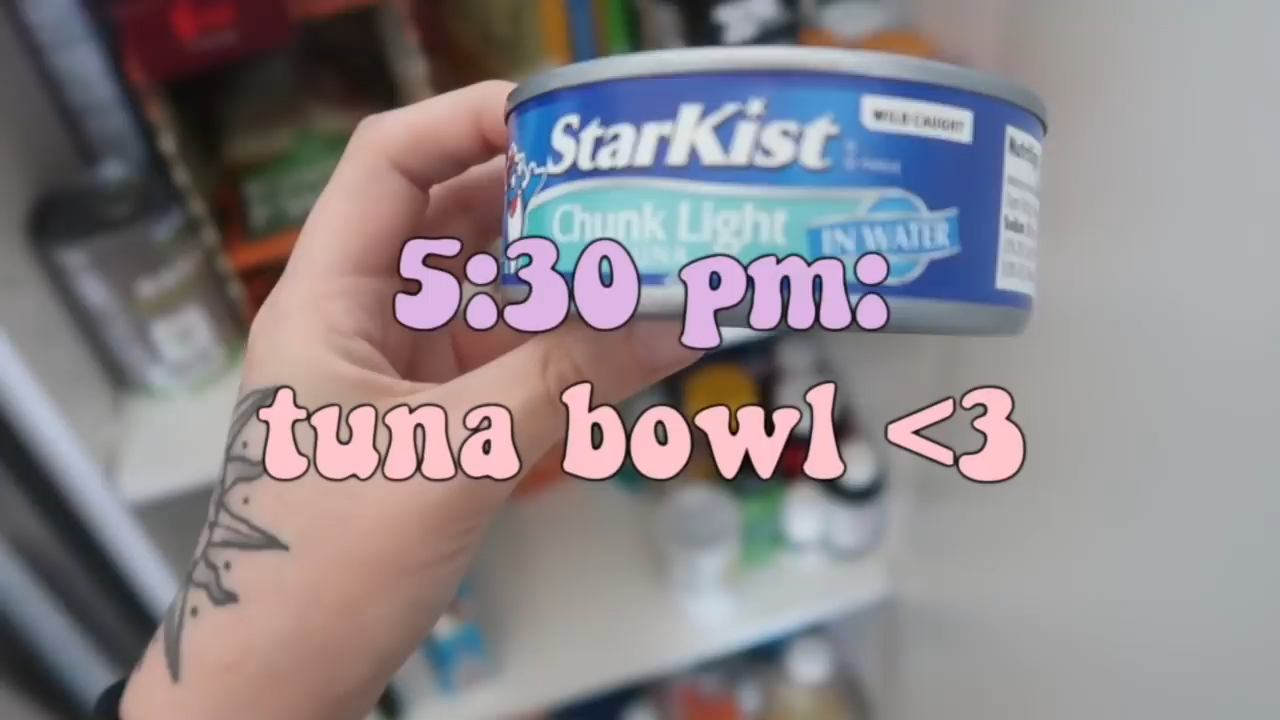 StarKist
WILD CAUGHT
Chunk Light
IN WATER
5:30 pm:
tuna bowl <3